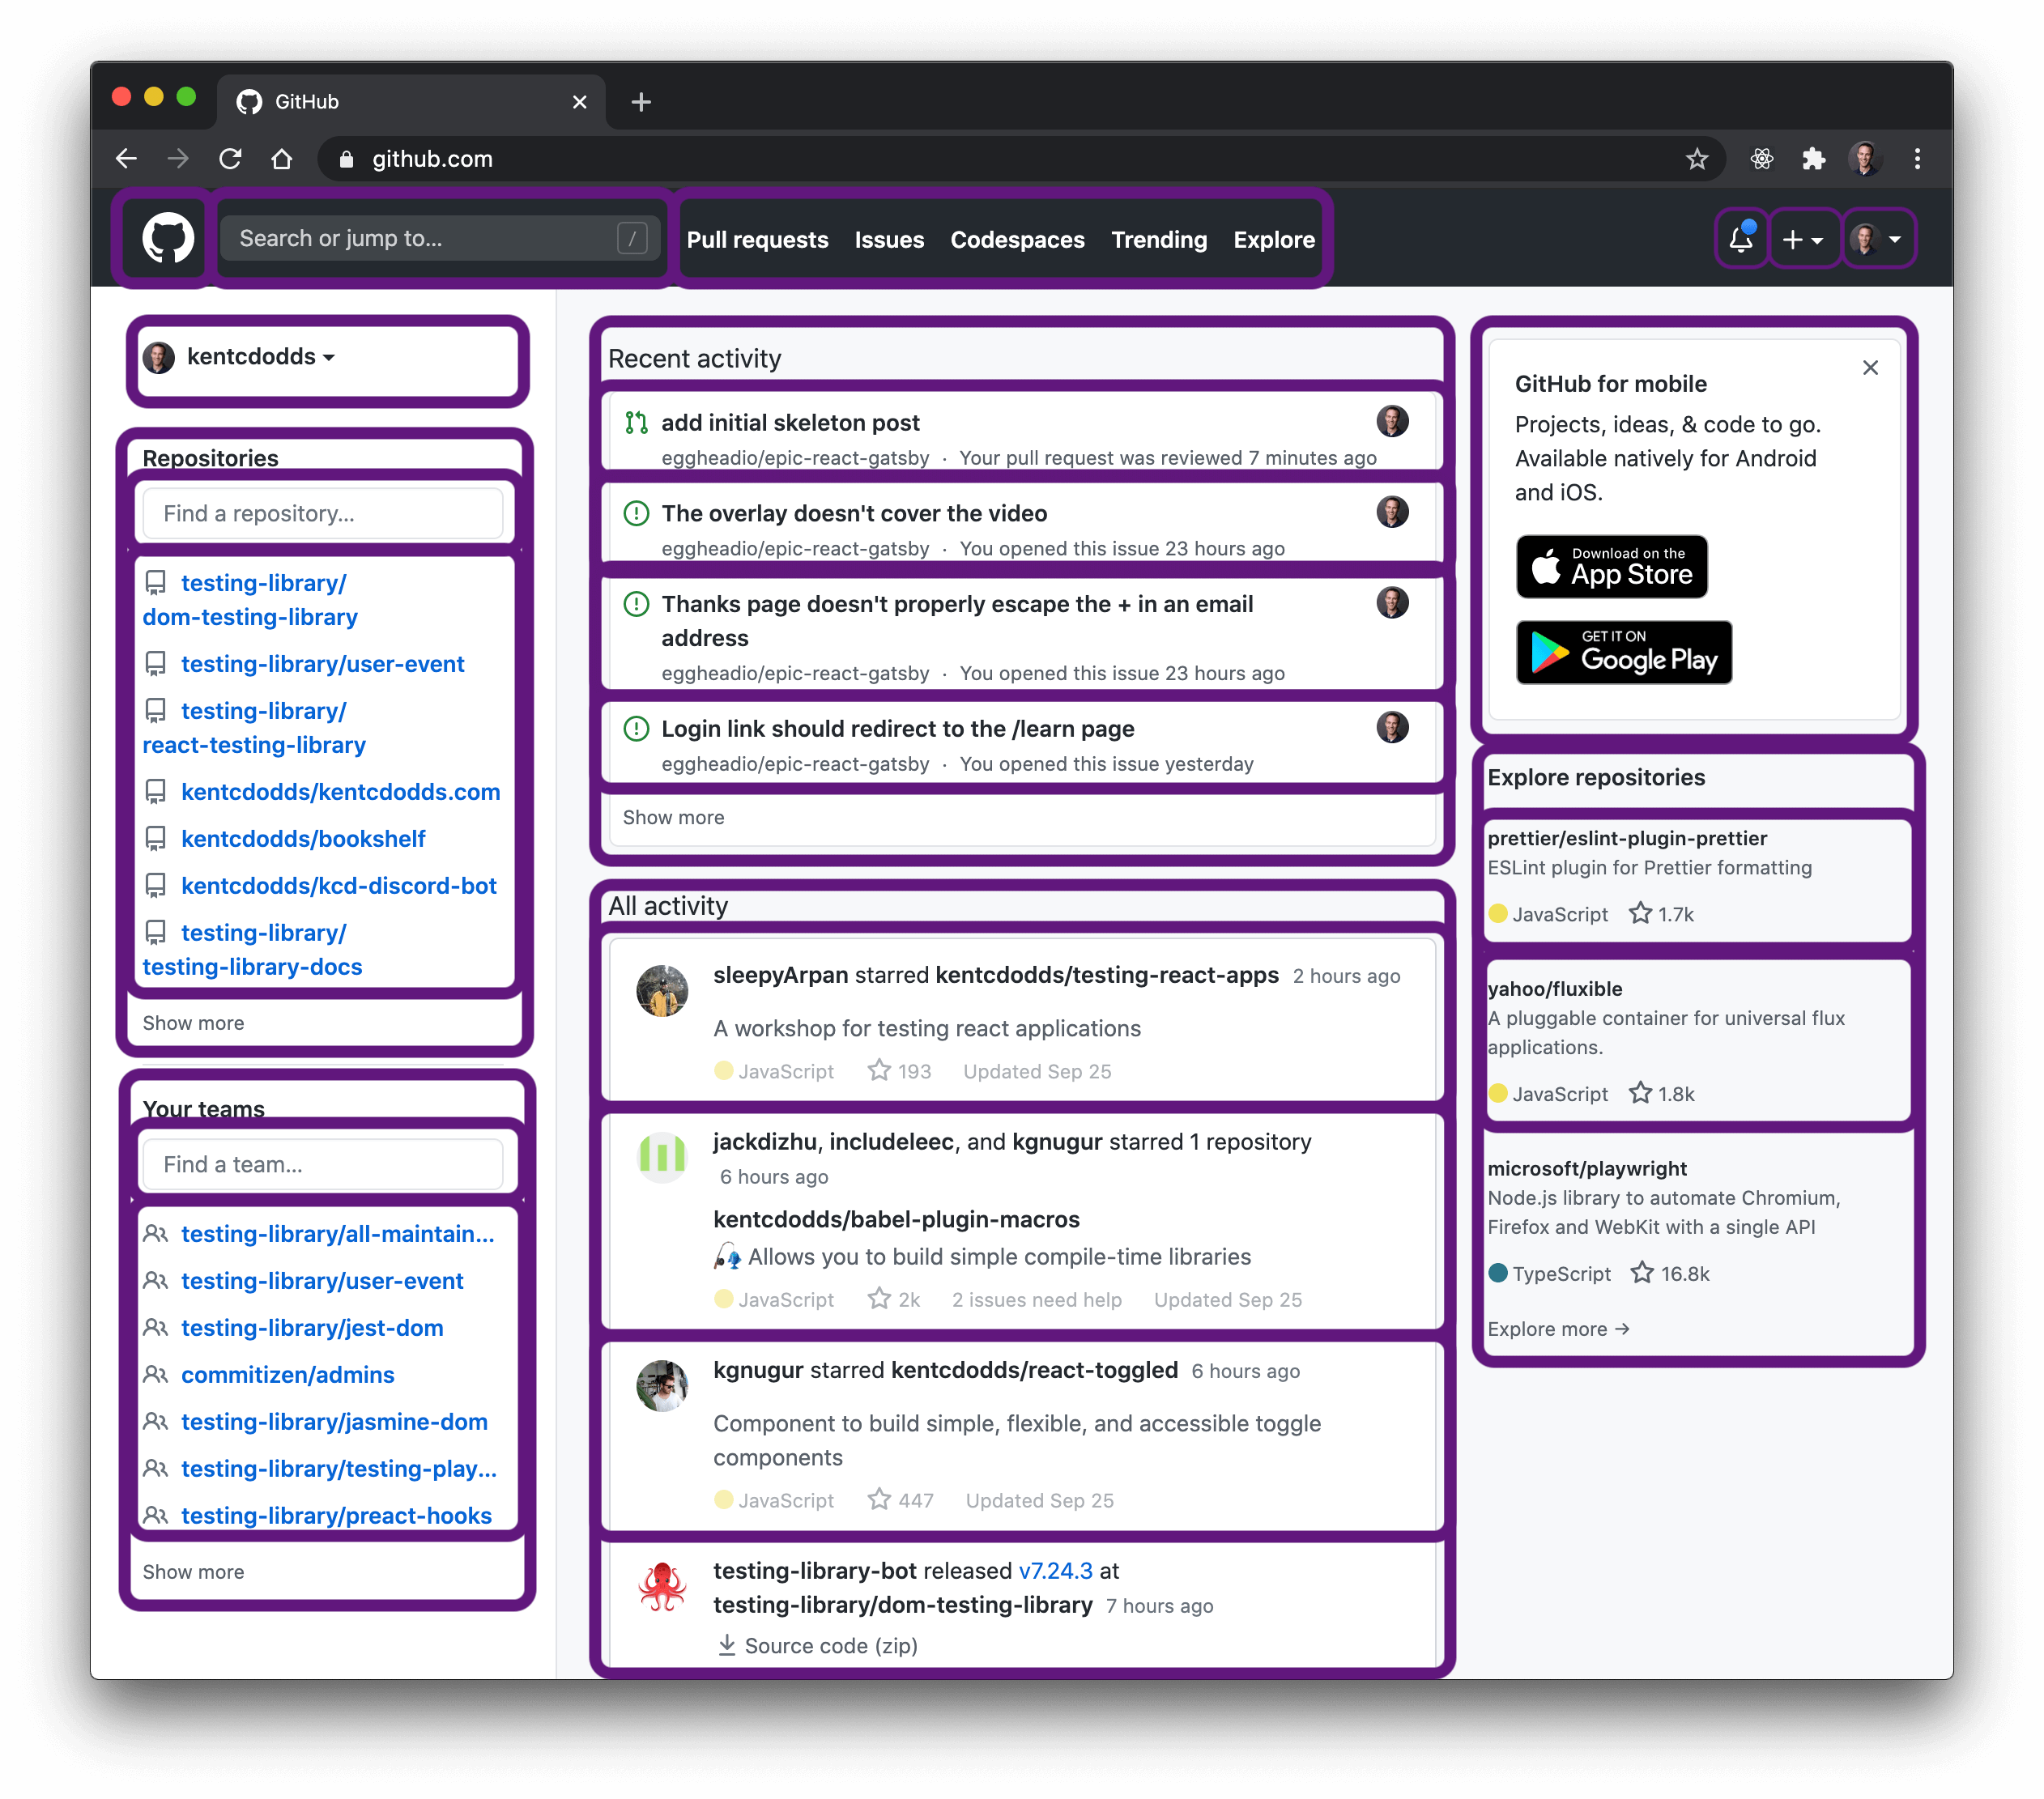 GitHub
github.com
Search or jump to...
/
Pull requests
Issues
Codespaces
Trending
Explore
kentcdodds
Repositories
Find a repository...
testing-library/
dom-testing-library
testing-library/user-event
testing-library/
react-testing-library
kentcdodds/kentcdodds.com
kentcdodds/bookshelf
kentcdodds/kcd-discord-bot
testing-library/
testing-library-docs
Show more
Your teams
Find a team...
testing-library/all-maintain...
testing-library/user-event
testing-library/jest-dom
commitizen/admins
testing-library/jasmine-dom
testing-library/testing-play...
testing-library/preact-hooks
Show more
Recent activity
add initial skeleton post
eggheadio/epic-react-gatsby · Your pull request was reviewed 7 minutes ago
The overlay doesn't cover the video
eggheadio/epic-react-gatsby · You opened this issue 23 hours ago
Thanks page doesn't properly escape the + in an email
address
eggheadio/epic-react-gatsby · You opened this issue 23 hours ago
Login link should redirect to the /learn page
eggheadio/epic-react-gatsby · You opened this issue yesterday
Show more
All activity
sleepyArpan starred kentcdodds/testing-react-apps 2 hours ago
A workshop for testing react applications
JavaScript 193 Updated Sep 25
jackdizhu, includeleec, and kgnugur starred 1 repository
6 hours ago
kentcdodds/babel-plugin-macros
🎣 Allows you to build simple compile-time libraries
JavaScript 2k 2 issues need help Updated Sep 25
kgnugur starred kentcdodds/react-toggled 6 hours ago
Component to build simple, flexible, and accessible toggle
components
JavaScript 447 Updated Sep 25
testing-library-bot released v7.24.3 at
testing-library/dom-testing-library 7 hours ago
Source code (zip)
GitHub for mobile
Projects, ideas, & code to go.
Available natively for Android
and iOS.
Download on the
App Store
GET IT ON
Google Play
Explore repositories
prettier/eslint-plugin-prettier
ESLint plugin for Prettier formatting
JavaScript 1.7k
yahoo/fluxible
A pluggable container for universal flux
applications.
JavaScript 1.8k
microsoft/playwright
Node.js library to automate Chromium,
Firefox and WebKit with a single API
TypeScript 16.8k
Explore more →